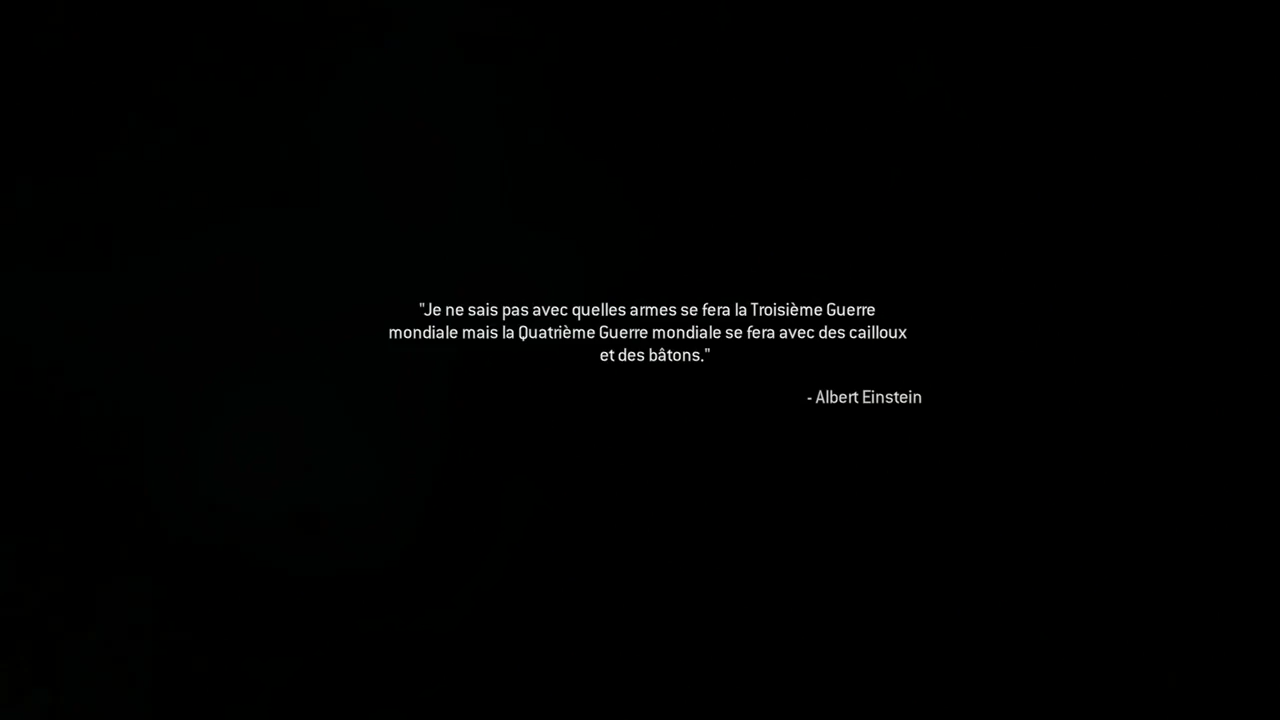 "Je ne sais pas avec quelles armes se fera la Troisième Guerre
mondiale mais la Quatrième Guerre mondiale se fera avec des cailloux
et des bâtons."
- Albert Einstein